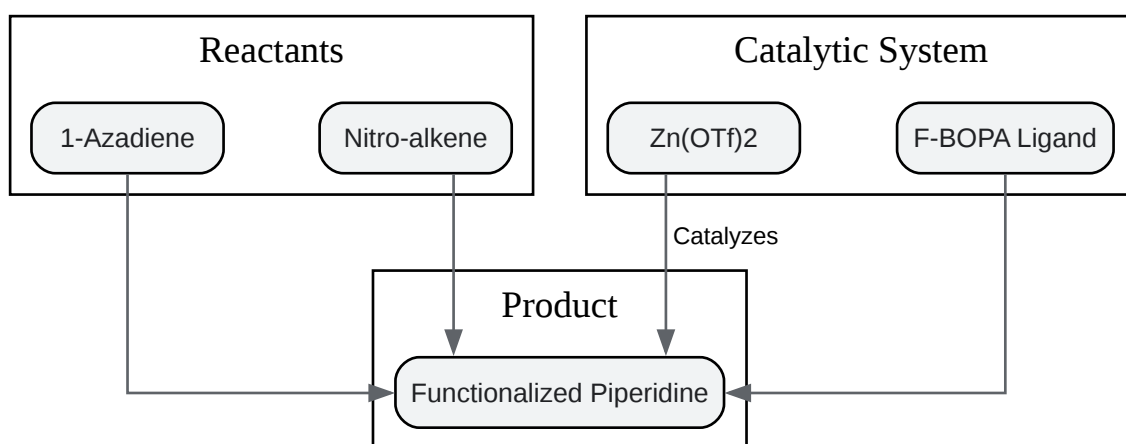 Reactants
Catalytic System
1-Azadiene
Nitro-alkene
Zn(OTf)2
F-BOPA Ligand
Catalyzes
Product
Functionalized Piperidine